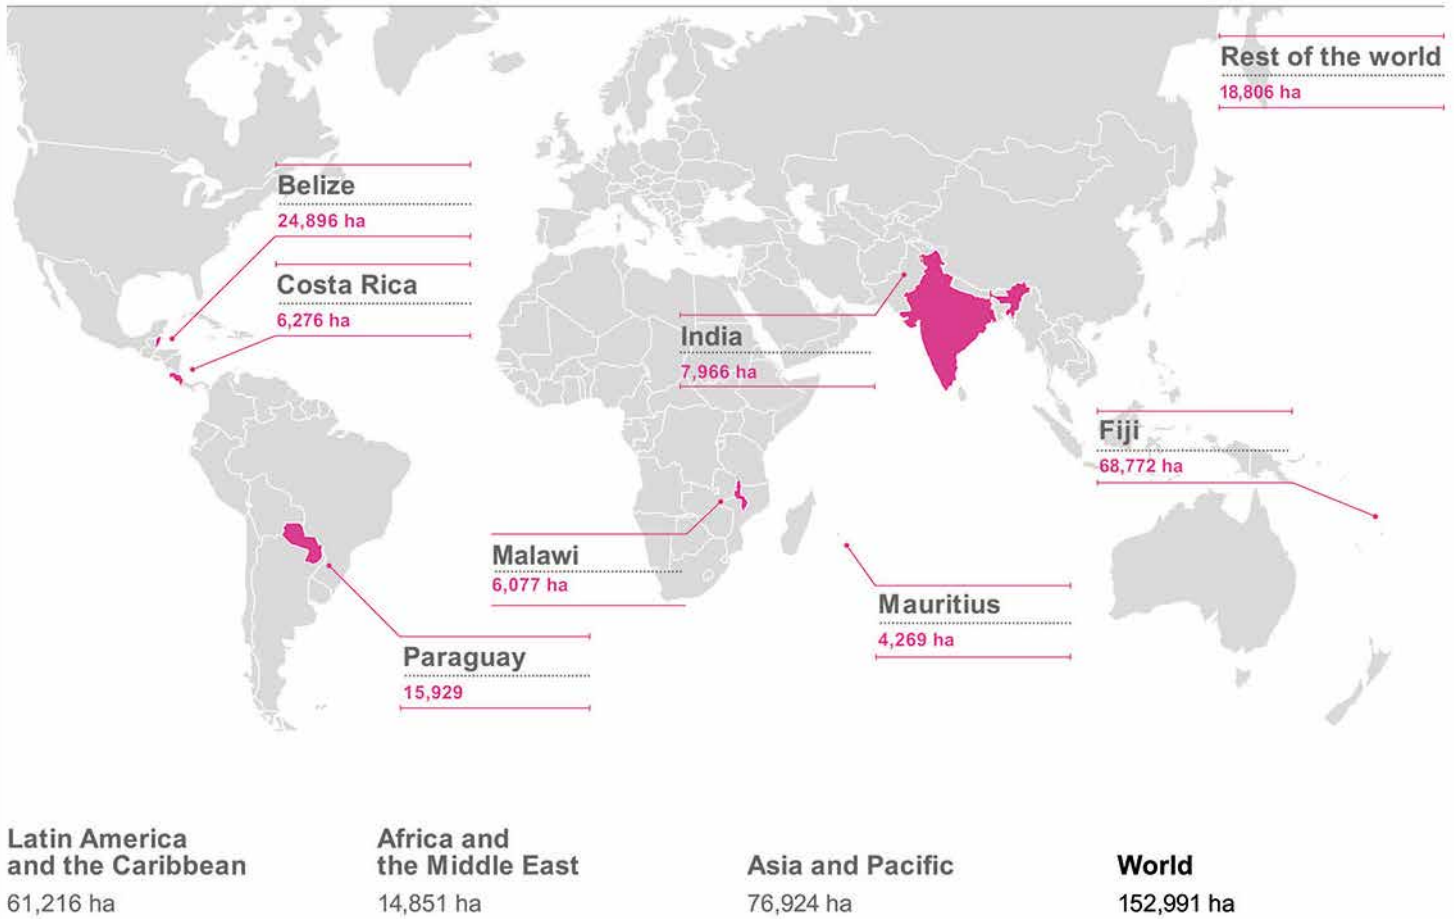 Rest of the world
18,806 ha
Belize
24,896 ha
Costa Rica
6,276 ha
India
7,966 ha
Fiji
68,772 ha
Malawi
6,077 ha
Mauritius
4,269 ha
Paraguay
15,929
Latin America
and the Caribbean
61,216 ha
Africa and
the Middle East
14,851 ha
Asia and Pacific
76,924 ha
World
152,991 ha